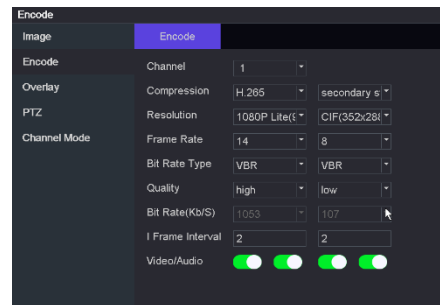 Encode
Image
Encode
Encode
Overlay
PTZ
Channel Mode
Channel 1
Compression H.265 secondary s
Resolution 1080P Lite( CIF(352x28
Frame Rate 14 8
Bit Rate Type VBR VBR
Quality high low
Bit Rate(Kb/S) 1053 107
I Frame Interval 2 2
Video/Audio